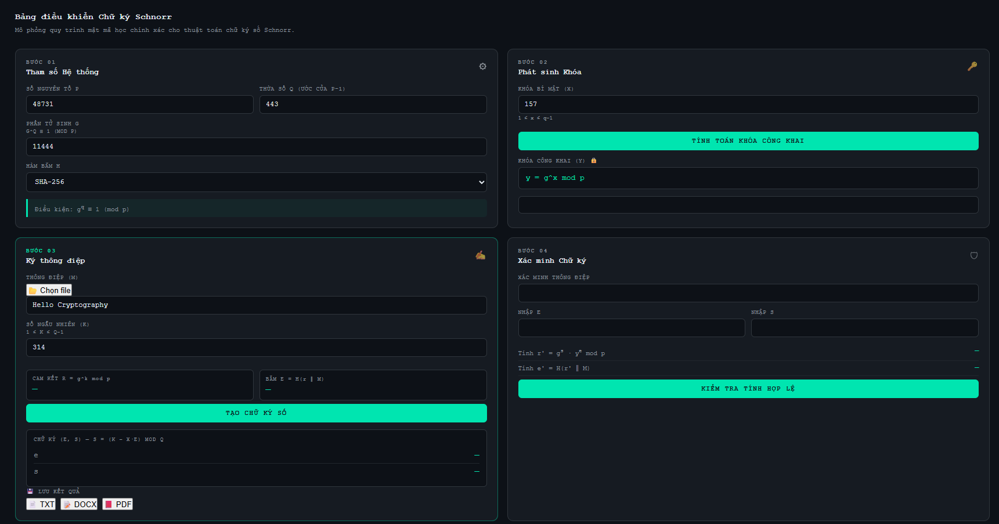 Bảng điều khiển Chữ ký Schnorr
Mô phỏng quy trình mật mã học chính xác cho thuật toán chữ ký số Schnorr.
BƯỚC 01
Tham số Hệ thống
SỐ NGUYÊN TỐ P
THỪA SỐ Q (ƯỚC CỦA P-1)
48731
443
PHẦN TỬ SINH G
G^Q ≡ 1 (MOD P)
11444
HÀM BĂM H
SHA-256
Điều kiện: g^q ≡ 1 (mod p)
BƯỚC 02
Phát sinh Khóa
KHÓA BÍ MẬT (X)
157
1 ≤ x ≤ q-1
TÍNH TOÁN KHÓA CÔNG KHAI
KHÓA CÔNG KHAI (Y)
y = g^x mod p
BƯỚC 03
Ký thông điệp
THÔNG ĐIỆP (M)
Chọn file
Hello Cryptography
SỐ NGẪU NHIÊN (K)
1 ≤ K ≤ Q-1
314
CAM KẾT R = g^k mod p
—
BĂM E = H(r ∥ M)
—
TẠO CHỮ KÝ SỐ
CHỮ KÝ (E, S) — S = (K - X·E) MOD Q
e —
s —
LƯU KẾT QUẢ
TXT DOCX PDF
BƯỚC 04
Xác minh Chữ ký
XÁC MINH THÔNG ĐIỆP
NHẬP E
NHẬP S
Tính r' = g^s · y^e mod p —
Tính e' = H(r' ∥ M) —
KIỂM TRA TÍNH HỢP LỆ